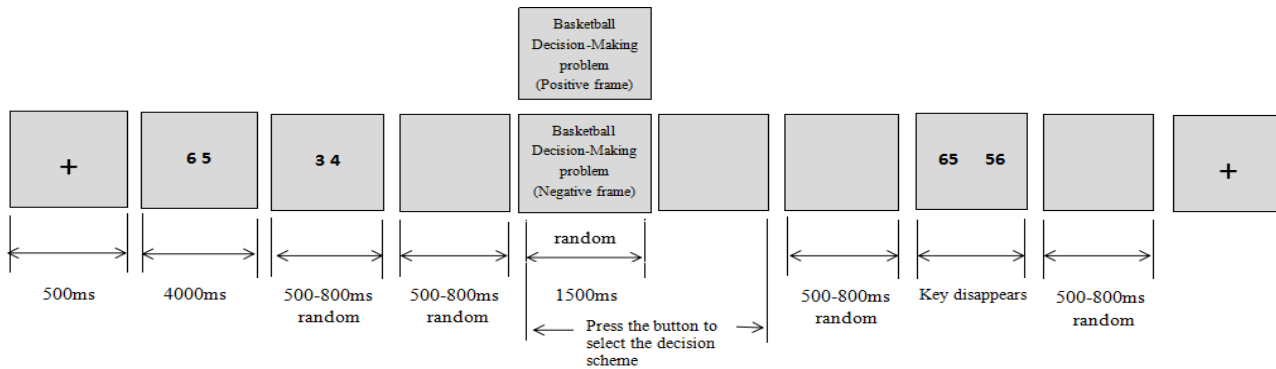 Basketball
Decision-Making
problem
(Positive frame)
+
6 5
3 4
Basketball
Decision-Making
problem
(Negative frame)
65 56
+
random
500ms
4000ms
500-800ms
random
500-800ms
random
1500ms
Press the button to
select the decision
scheme
500-800ms
random
Key disappears
500-800ms
random